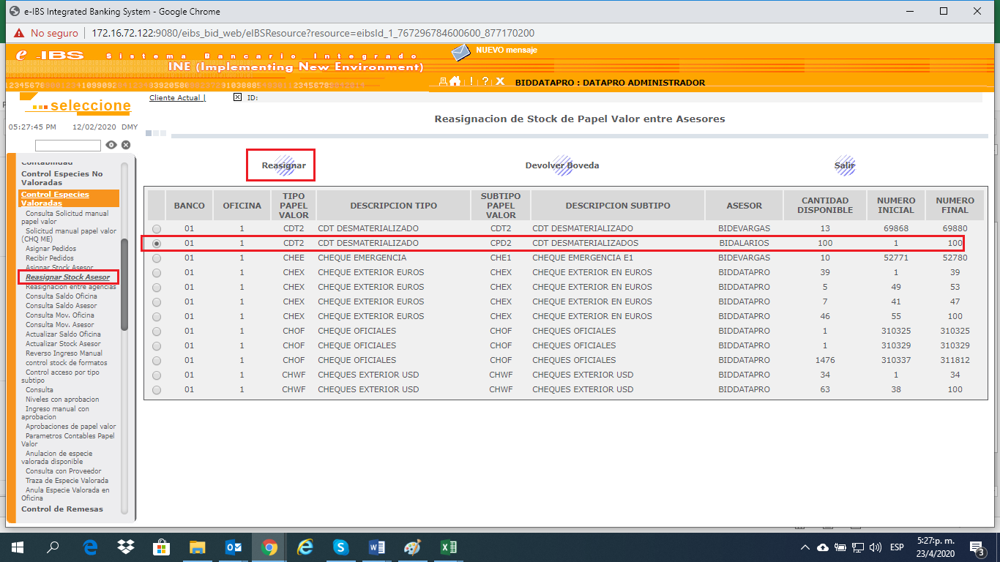 e-IBS Integrated Banking System - Google Chrome
No seguro | 172.16.72.122:9080/eibs_bid_web/eIBSResource?resource=eibsId_1_767296784600600_877170200
e-IBS Sistema Bancario Integrado
INE (Implementing New Environment)
NUEVO mensaje
BIDDATAPRO : DATAPRO ADMINISTRADOR
seleccione
05:27:45 PM 12/02/2020 DMY
Contabilidad
Control Especies No
Valoradas
Control Especies
Valoradas
Consulta Solicitud manual
papel valor
Solicitud manual papel valor
(CHQ ME)
Asignar Pedidos
Recibir Pedidos
Asignar Stock Asesor
Reasignar Stock Asesor
Reasignacion entre agencias
Consulta Saldo Oficina
Consulta Saldo Asesor
Consulta Mov. Oficina
Consulta Mov. Asesor
Actualizar Saldo Oficina
Actualizar Stock Asesor
Reverso Ingreso Manual
control stock de formatos
Control acceso por tipo
subtipo
Consulta
Niveles con aprobacion
Ingreso manual con
aprobacion
Aprobaciones de papel valor
Parametros Contables Papel
Valor
Anulacion de especie
valorada disponible
Consulta con Proveedor
Traza de Especie Valorada
Anula Especie Valorada en
Oficina
Control de Remesas
Cliente Actual | ID:
Reasignacion de Stock de Papel Valor entre Asesores
Reasignar Devolver Boveda Salir
BANCO OFICINA TIPO PAPEL VALOR DESCRIPCION TIPO SUBTIPO PAPEL VALOR DESCRIPCION SUBTIPO ASESOR CANTIDAD DISPONIBLE NUMERO INICIAL NUMERO FINAL
01 1 CDT2 CDT DESMATERIALIZADO CDT2 CDT DESMATERIALIZADO BIDEVARGAS 13 69868 69880
01 1 CDT2 CDT DESMATERIALIZADO CPD2 CDT DESMATERIALIZADOS BIDALARIOS 100 1 100
01 1 CHEE CHEQUE EMERGENCIA CHE1 CHEQUE EMERGENCIA E1 BIDEVARGAS 10 52771 52780
01 1 CHEX CHEQUE EXTERIOR EUROS CHEX CHEQUE EXTERIOR EN EUROS BIDDATAPRO 39 1 39
01 1 CHEX CHEQUE EXTERIOR EUROS CHEX CHEQUE EXTERIOR EN EUROS BIDDATAPRO 5 49 53
01 1 CHEX CHEQUE EXTERIOR EUROS CHEX CHEQUE EXTERIOR EN EUROS BIDDATAPRO 7 41 47
01 1 CHEX CHEQUE EXTERIOR EUROS CHEX CHEQUE EXTERIOR EN EUROS BIDDATAPRO 46 55 100
01 1 CHOF CHEQUE OFICIALES CHOF CHEQUES OFICIALES BIDDATAPRO 1 310325 310325
01 1 CHOF CHEQUE OFICIALES CHOF CHEQUES OFICIALES BIDDATAPRO 1 310329 310329
01 1 CHOF CHEQUE OFICIALES CHOF CHEQUES OFICIALES BIDDATAPRO 1476 310337 311812
01 1 CHWF CHEQUES EXTERIOR USD CHWF CHEQUES EXTERIOR USD BIDDATAPRO 34 1 34
01 1 CHWF CHEQUES EXTERIOR USD CHWF CHEQUES EXTERIOR USD BIDDATAPRO 63 38 100
ESP
5:27:p. m.
23/4/2020
3